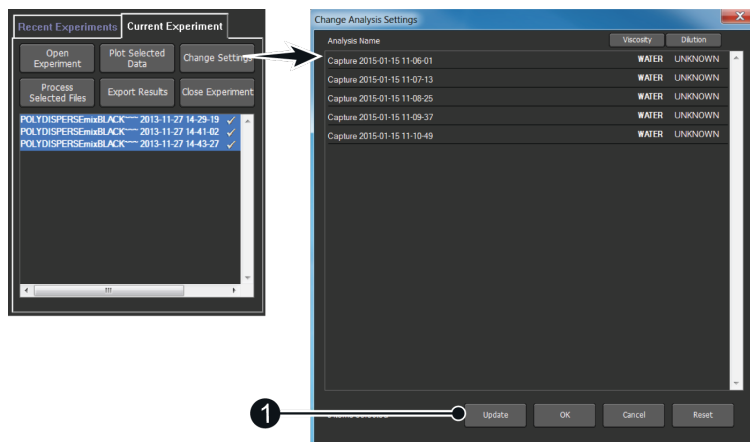 Recent Experiments Current Experiment
Open Experiment
Plot Selected Data
Change Settings
Process Selected Files
Export Results
Close Experiment
POLYDISPERSEmixBLACK~~~ 2013-11-27 14-29-19 ✓
POLYDISPERSEmixBLACK~~~ 2013-11-27 14-41-02 ✓
POLYDISPERSEmixBLACK~~~ 2013-11-27 14-43-27 ✓
Change Analysis Settings
Analysis Name Viscosity Dilution
Capture 2015-01-15 11-06-01 WATER UNKNOWN
Capture 2015-01-15 11-07-13 WATER UNKNOWN
Capture 2015-01-15 11-08-25 WATER UNKNOWN
Capture 2015-01-15 11-09-37 WATER UNKNOWN
Capture 2015-01-15 11-10-49 WATER UNKNOWN
1 Update OK Cancel Reset